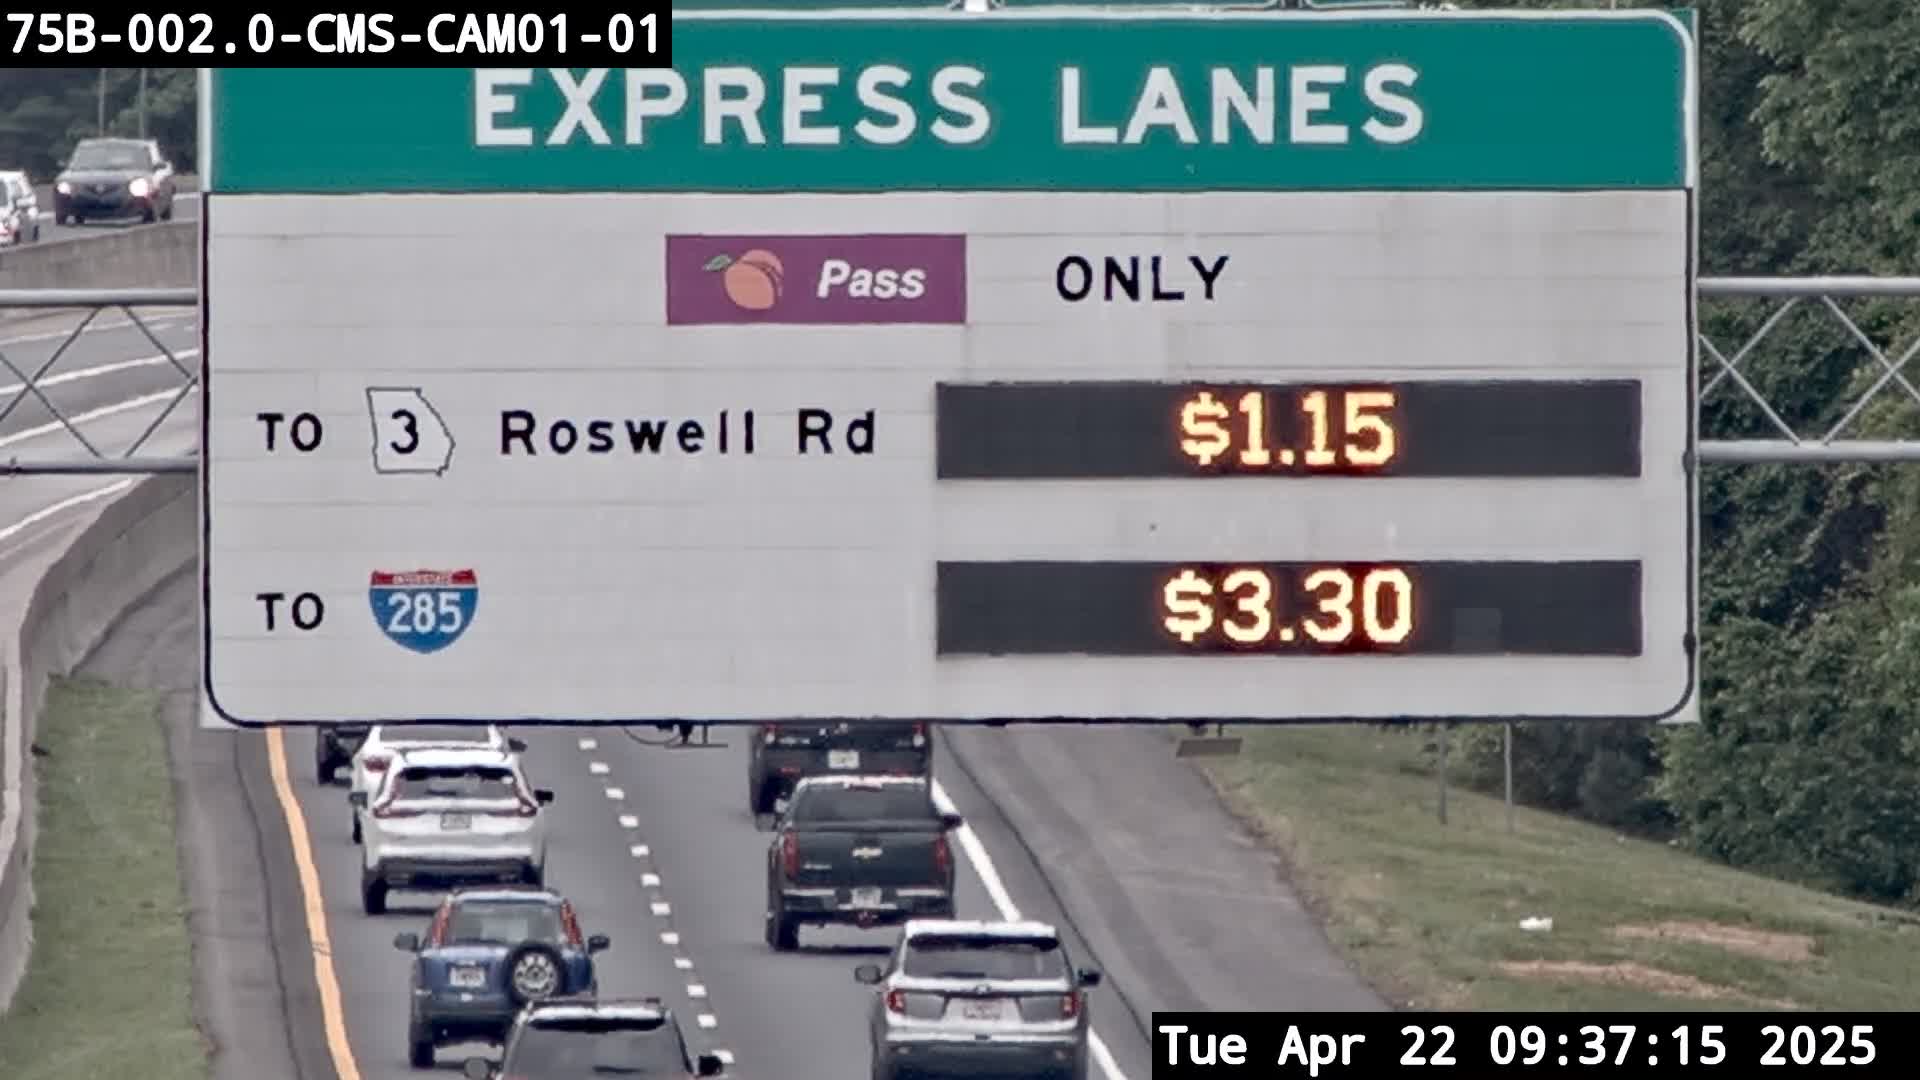 75B-002.0-CMS-CAM01-01
EXPRESS LANES
Pass ONLY
TO 3 Roswell Rd $1.15
INTERSTATE
TO 285 $3.30
Tue Apr 22 09:37:15 2025